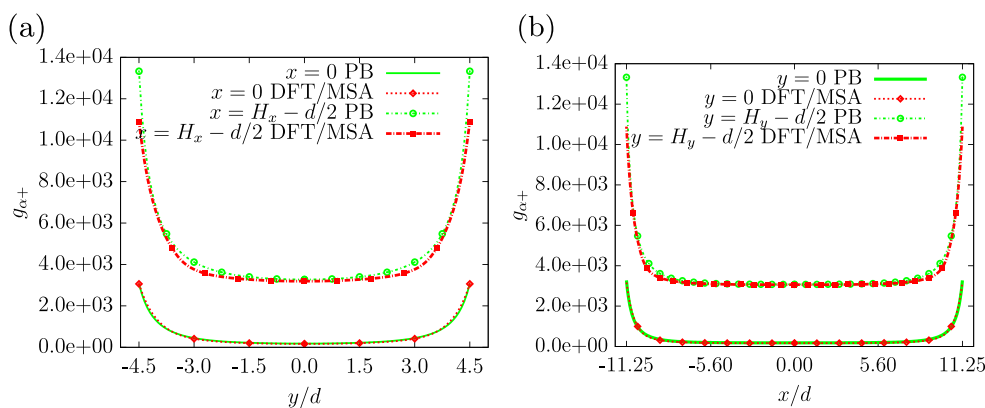 (a)
1.4e+04
1.2e+04
1.0e+04
8.0e+03
6.0e+03
4.0e+03
2.0e+03
0.0e+00
g_{α+}
x = 0 PB
x = 0 DFT/MSA
x = H_x − d/2 PB
x = H_x − d/2 DFT/MSA
-4.5 -3.0 -1.5 0.0 1.5 3.0 4.5
y/d
(b)
1.4e+04
1.2e+04
1.0e+04
8.0e+03
6.0e+03
4.0e+03
2.0e+03
0.0e+00
g_{α+}
y = 0 PB
y = 0 DFT/MSA
y = H_y − d/2 PB
y = H_y − d/2 DFT/MSA
-11.25 -5.60 0.00 5.60 11.25
x/d